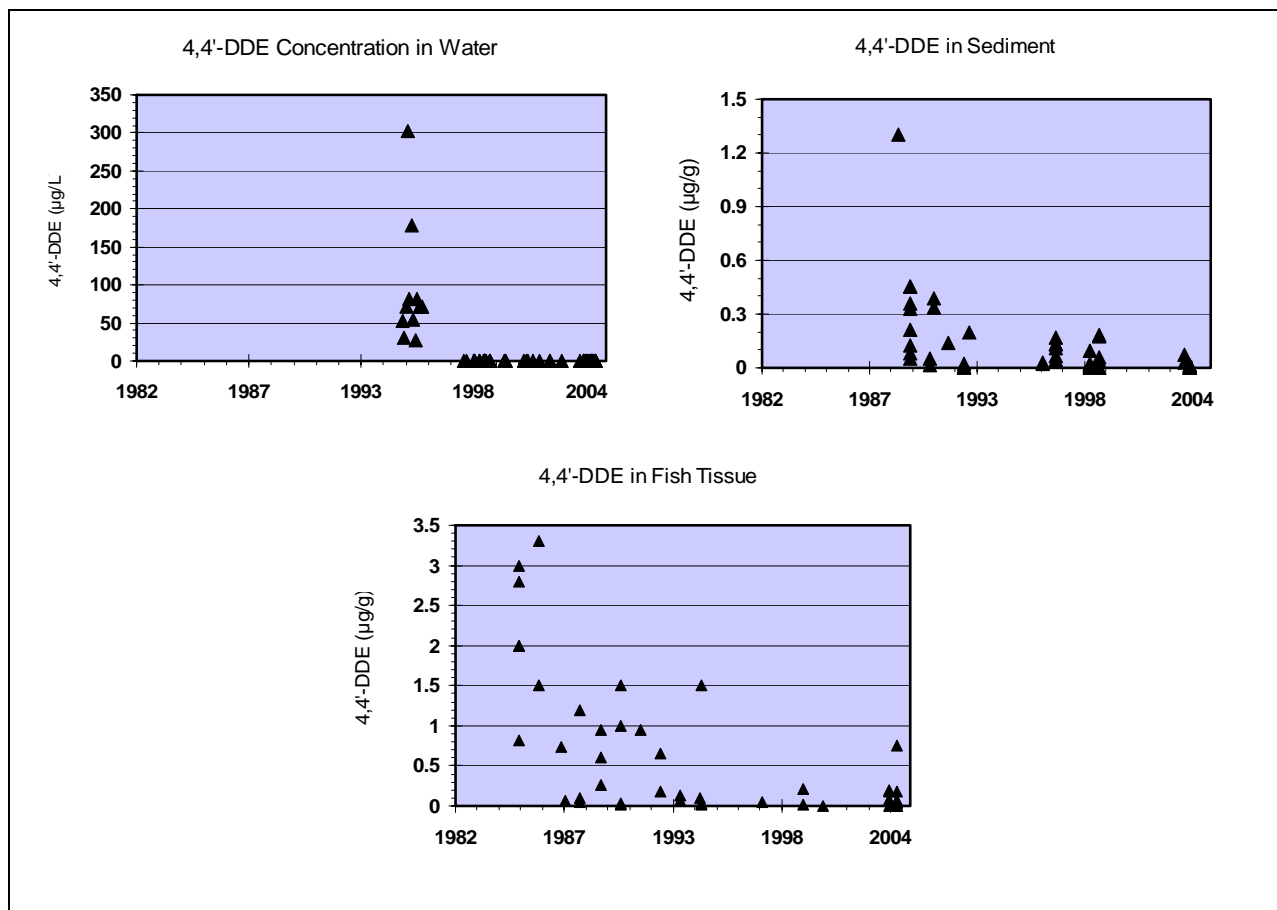 4,4'-DDE Concentration in Water
350
300
250
200
150
100
50
0
4,4'-DDE (µg/L
1982 1987 1993 1998 2004
4,4'-DDE in Sediment
1.5
1.2
0.9
0.6
0.3
0
4,4'-DDE (µg/g)
1982 1987 1993 1998 2004
4,4'-DDE in Fish Tissue
3.5
3
2.5
2
1.5
1
0.5
0
4,4'-DDE (µg/g)
1982 1987 1993 1998 2004